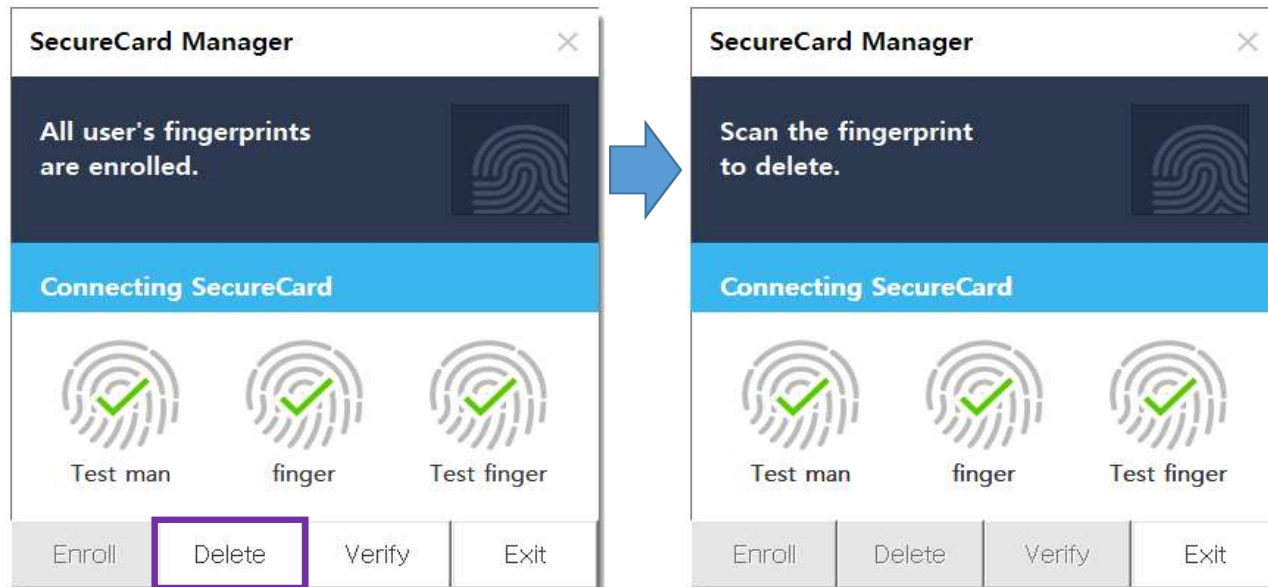 SecureCard Manager
All user's fingerprints
are enrolled.
Connecting SecureCard
Test man finger Test finger
Enroll Delete Verify Exit
SecureCard Manager
Scan the fingerprint
to delete.
Connecting SecureCard
Test man finger Test finger
Enroll Delete Verify Exit